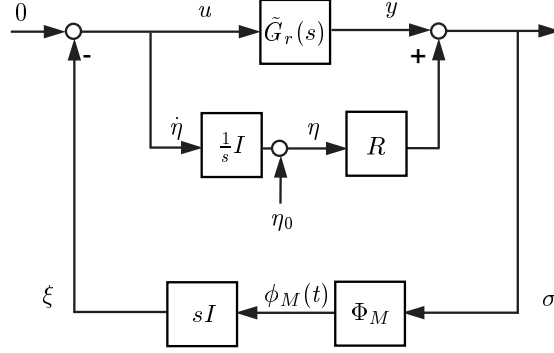 0
u
G̃_r(s)
y
-
+
η̇
1/s I
η
R
η_0
ξ
sI
ϕ_M(t)
Φ_M
σ